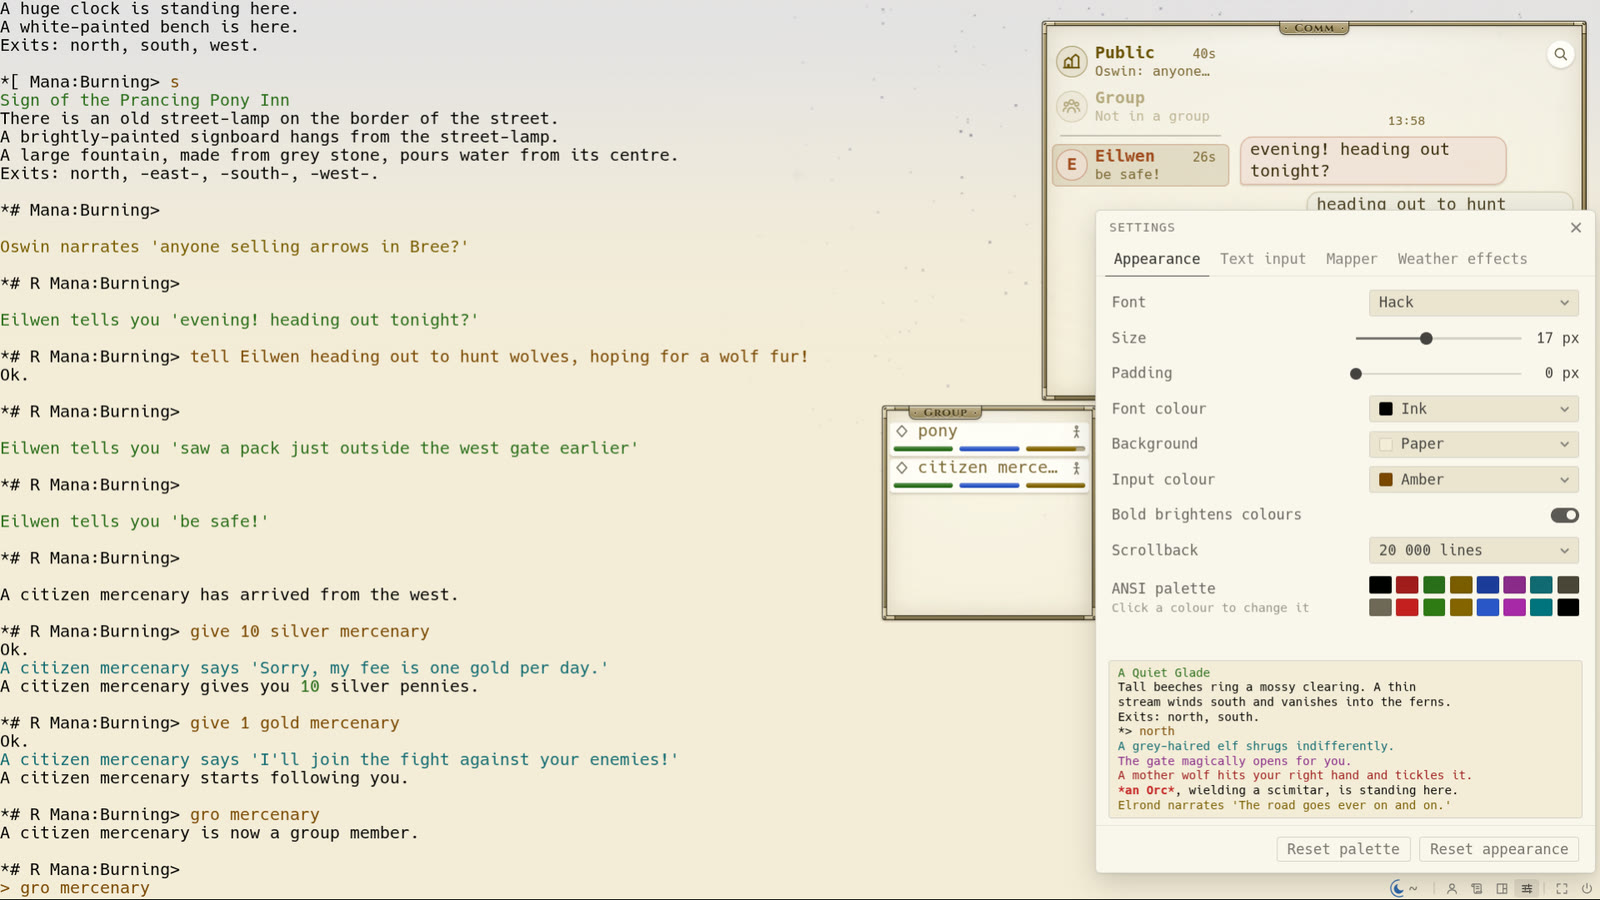 A huge clock is standing here.
A white-painted bench is here.
Exits: north, south, west.
*[ Mana:Burning> s
Sign of the Prancing Pony Inn
There is an old street-lamp on the border of the street.
A brightly-painted signboard hangs from the street-lamp.
A large fountain, made from grey stone, pours water from its centre.
Exits: north, -east-, -south-, -west-.
*# Mana:Burning>
Oswin narrates 'anyone selling arrows in Bree?'
*# R Mana:Burning>
Eilwen tells you 'evening! heading out tonight?'
*# R Mana:Burning> tell Eilwen heading out to hunt wolves, hoping for a wolf fur!
Ok.
*# R Mana:Burning>
Eilwen tells you 'saw a pack just outside the west gate earlier'
*# R Mana:Burning>
Eilwen tells you 'be safe!'
*# R Mana:Burning>
A citizen mercenary has arrived from the west.
*# R Mana:Burning> give 10 silver mercenary
Ok.
A citizen mercenary says 'Sorry, my fee is one gold per day.'
A citizen mercenary gives you 10 silver pennies.
*# R Mana:Burning> give 1 gold mercenary
Ok.
A citizen mercenary says 'I'll join the fight against your enemies!'
A citizen mercenary starts following you.
*# R Mana:Burning> gro mercenary
A citizen mercenary is now a group member.
*# R Mana:Burning>
> gro mercenary
Comm
Public 40s
Oswin: anyone…
Group
Not in a group
E Eilwen 26s
be safe!
13:58
evening! heading out
tonight?
heading out to hunt
Group
pony
citizen merce…
SETTINGS
Appearance Text input Mapper Weather effects
Font Hack
Size 17 px
Padding 0 px
Font colour Ink
Background Paper
Input colour Amber
Bold brightens colours
Scrollback 20 000 lines
ANSI palette
Click a colour to change it
A Quiet Glade
Tall beeches ring a mossy clearing. A thin
stream winds south and vanishes into the ferns.
Exits: north, south.
*> north
A grey-haired elf shrugs indifferently.
The gate magically opens for you.
A mother wolf hits your right hand and tickles it.
*an Orc*, wielding a scimitar, is standing here.
Elrond narrates 'The road goes ever on and on.'
Reset palette Reset appearance
~